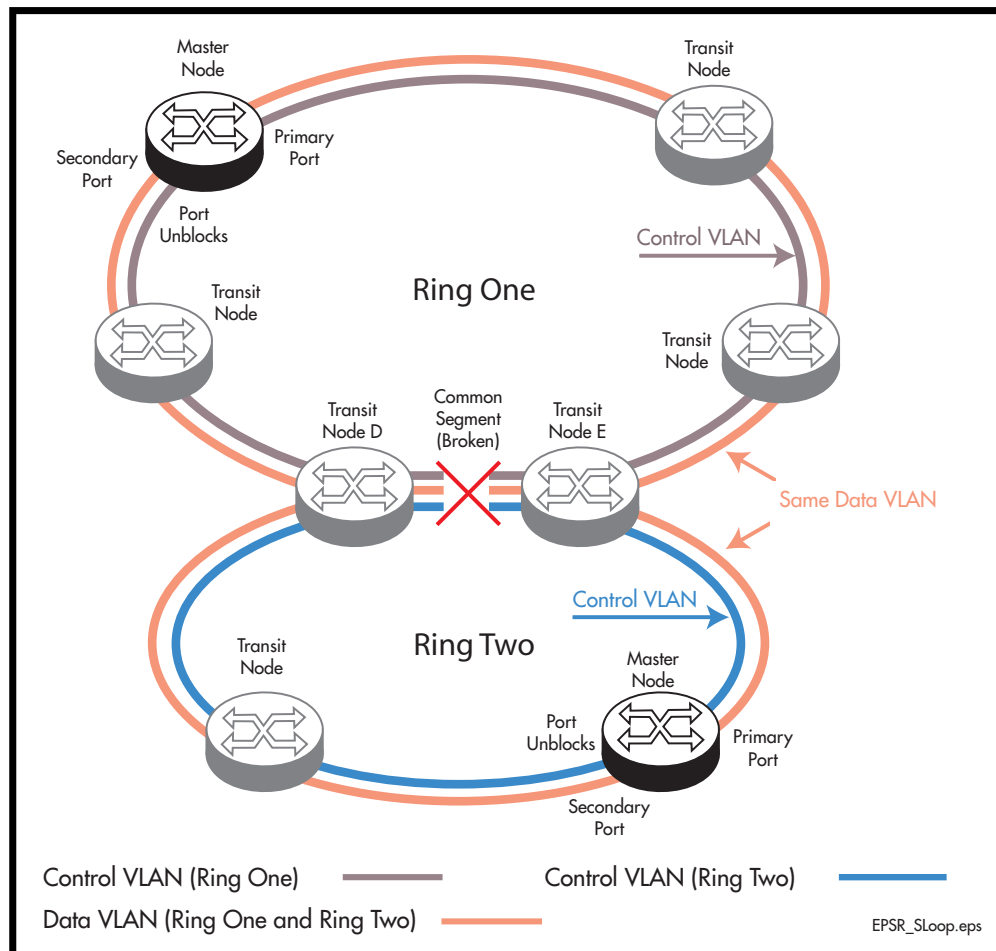 Master
Node
Transit
Node
Secondary
Port
Primary
Port
Port
Unblocks
Control VLAN
Ring One
Transit
Node
Transit
Node
Transit
Node D
Common
Segment
(Broken)
Transit
Node E
Same Data VLAN
Control VLAN
Ring Two
Transit
Node
Master
Node
Port
Unblocks
Primary
Port
Secondary
Port
Control VLAN (Ring One)
Control VLAN (Ring Two)
Data VLAN (Ring One and Ring Two)
EPSR_SLoop.eps